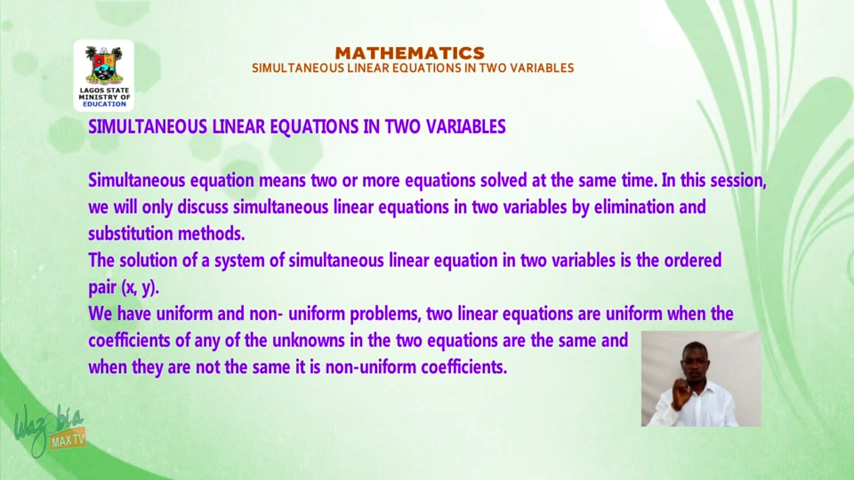 MATHEMATICS
SIMULTANEOUS LINEAR EQUATIONS IN TWO VARIABLES
LAGOS STATE
MINISTRY OF
EDUCATION
SIMULTANEOUS LINEAR EQUATIONS IN TWO VARIABLES
Simultaneous equation means two or more equations solved at the same time. In this session,
we will only discuss simultaneous linear equations in two variables by elimination and
substitution methods.
The solution of a system of simultaneous linear equation in two variables is the ordered
pair (x, y).
We have uniform and non- uniform problems, two linear equations are uniform when the
coefficients of any of the unknowns in the two equations are the same and
when they are not the same it is non-uniform coefficients.
Wazobia
MAX TV